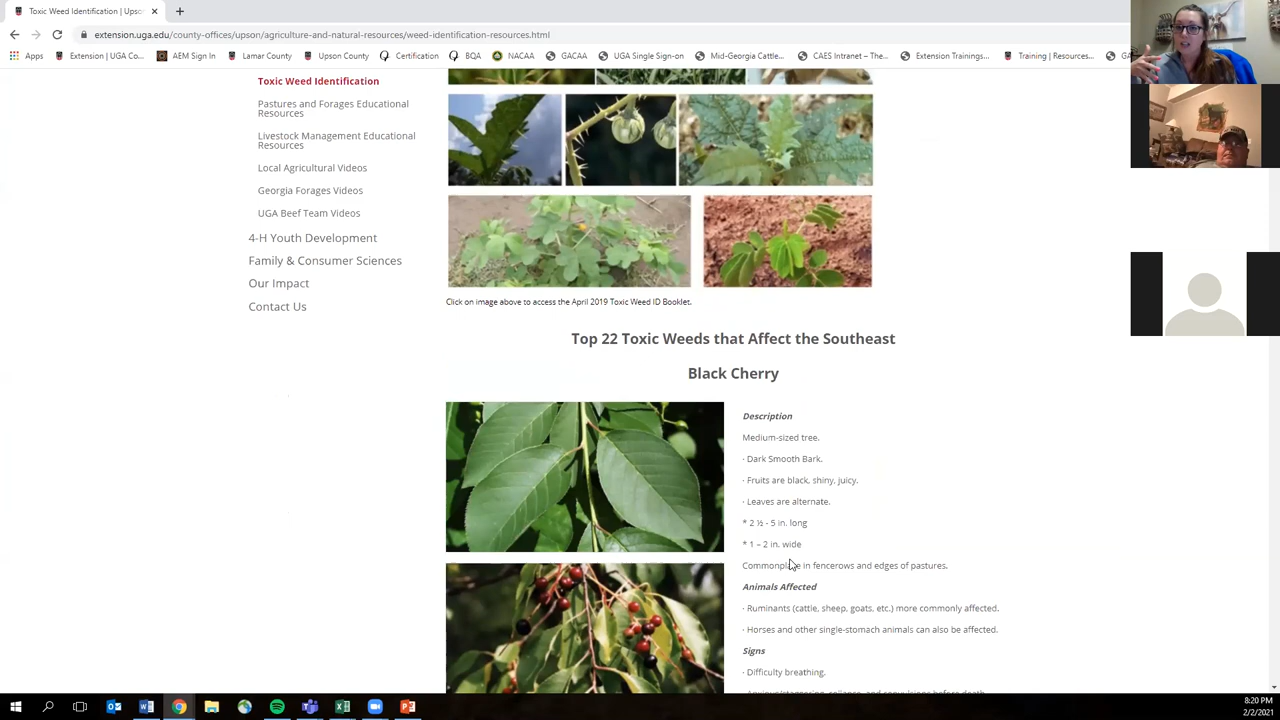 Toxic Weed Identification | Upso
extension.uga.edu/county-offices/upson/agriculture-and-natural-resources/weed-identification-resources.html
Apps Extension | UGA Co... AEM Sign In Lamar County Upson County Certification BQA NACAA GACAA UGA Single Sign-on Mid-Georgia Cattle... CAES Intranet – The... Extension Trainings... Training | Resources...
Toxic Weed Identification
Pastures and Forages Educational
Resources
Livestock Management Educational
Resources
Local Agricultural Videos
Georgia Forages Videos
UGA Beef Team Videos
4-H Youth Development
Family & Consumer Sciences
Our Impact
Contact Us
Click on image above to access the April 2019 Toxic Weed ID Booklet.
Top 22 Toxic Weeds that Affect the Southeast
Black Cherry
Description
Medium-sized tree.
· Dark Smooth Bark.
· Fruits are black, shiny, juicy.
· Leaves are alternate.
* 2 ½ - 5 in. long
* 1 – 2 in. wide
Commonplace in fencerows and edges of pastures.
Animals Affected
· Ruminants (cattle, sheep, goats, etc.) more commonly affected.
· Horses and other single-stomach animals can also be affected.
Signs
· Difficulty breathing.
8:20 PM
2/2/2021